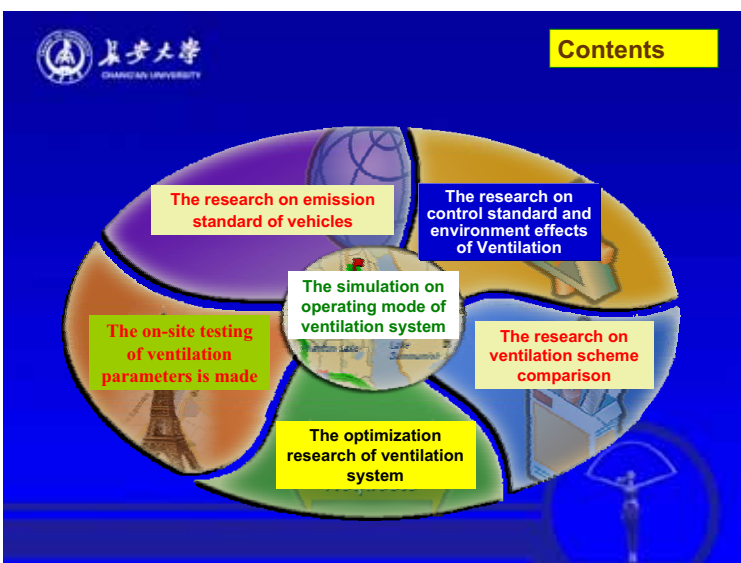 长安大学
CHANG'AN UNIVERSITY
Contents
The research on emission
standard of vehicles
The research on
control standard and
environment effects
of Ventilation
The simulation on
operating mode of
ventilation system
The on-site testing
of ventilation
parameters is made
The research on
ventilation scheme
comparison
The optimization
research of ventilation
system